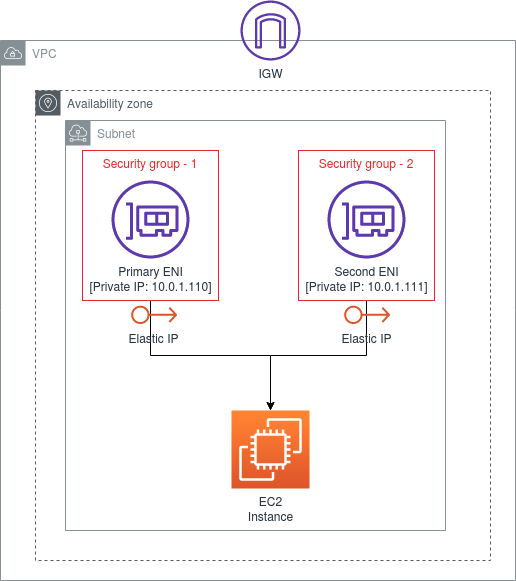 IGW
VPC
Availability zone
Subnet
Security group - 1
Security group - 2
Primary ENI
[Private IP: 10.0.1.110]
Second ENI
[Private IP: 10.0.1.111]
Elastic IP
Elastic IP
EC2
Instance